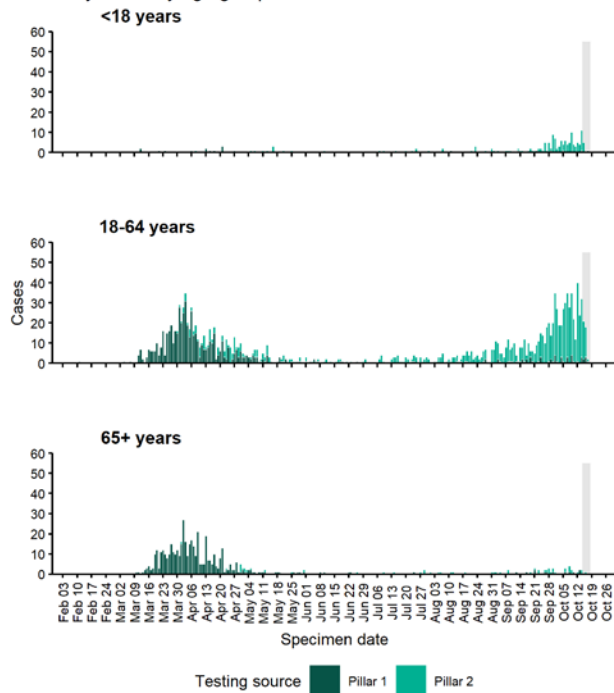 <18 years
60
50
40
30
20
10
0
18-64 years
60
50
40
30
20
10
0
Cases
65+ years
60
50
40
30
20
10
0
Feb 03
Feb 10
Feb 17
Feb 24
Mar 02
Mar 09
Mar 16
Mar 23
Mar 30
Apr 06
Apr 13
Apr 20
Apr 27
May 04
May 11
May 18
May 25
Jun 01
Jun 08
Jun 15
Jun 22
Jun 29
Jul 06
Jul 13
Jul 20
Jul 27
Aug 03
Aug 10
Aug 17
Aug 24
Aug 31
Sep 07
Sep 14
Sep 21
Sep 28
Oct 05
Oct 12
Oct 19
Oct 26
Specimen date
Testing source Pillar 1 Pillar 2